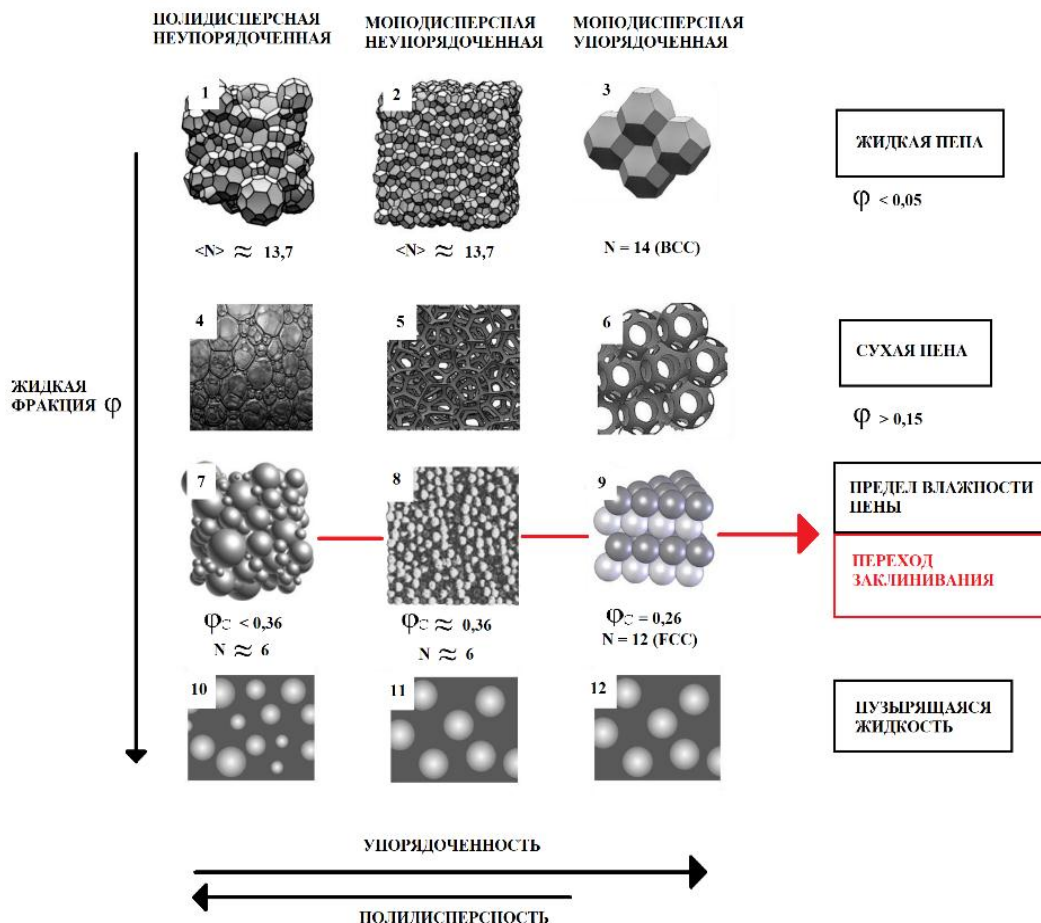 ПОЛИДИСПЕРСНАЯ
НЕУПОРЯДОЧЕННАЯ
МОНОДИСПЕРСНАЯ
НЕУПОРЯДОЧЕННАЯ
МОНОДИСПЕРСНАЯ
УПОРЯДОЧЕННАЯ
1
2
3
ЖИДКАЯ ПЕНА
φ < 0,05
<N> ≈ 13,7
<N> ≈ 13,7
N = 14 (BCC)
4
5
6
СУХАЯ ПЕНА
φ > 0,15
ЖИДКАЯ
ФРАКЦИЯ φ
7
8
9
ПРЕДЕЛ ВЛАЖНОСТИ
ПЕНЫ
ПЕРЕХОД
ЗАКЛИНИВАНИЯ
φc < 0,36
N ≈ 6
φc ≈ 0,36
N ≈ 6
φc = 0,26
N = 12 (FCC)
10
11
12
ПУЗЫРЯЩАЯСЯ
ЖИДКОСТЬ
УПОРЯДОЧЕННОСТЬ
ПОЛИДИСПЕРСНОСТЬ